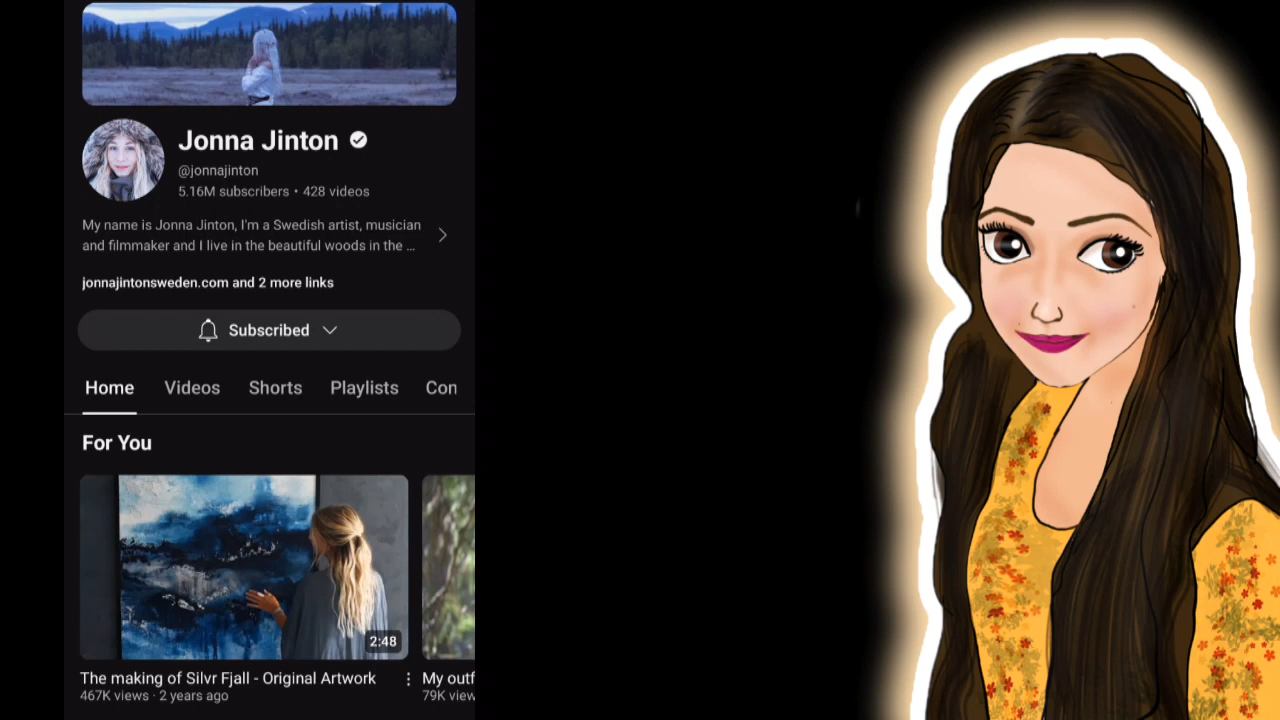 Jonna Jinton
@jonnajinton
5.16M subscribers • 428 videos
My name is Jonna Jinton, I'm a Swedish artist, musician
and filmmaker and I live in the beautiful woods in the ...
jonnajintonsweden.com and 2 more links
Subscribed
Home Videos Shorts Playlists Con
For You
2:48
The making of Silvr Fjall - Original Artwork
467K views · 2 years ago
My outf
79K view